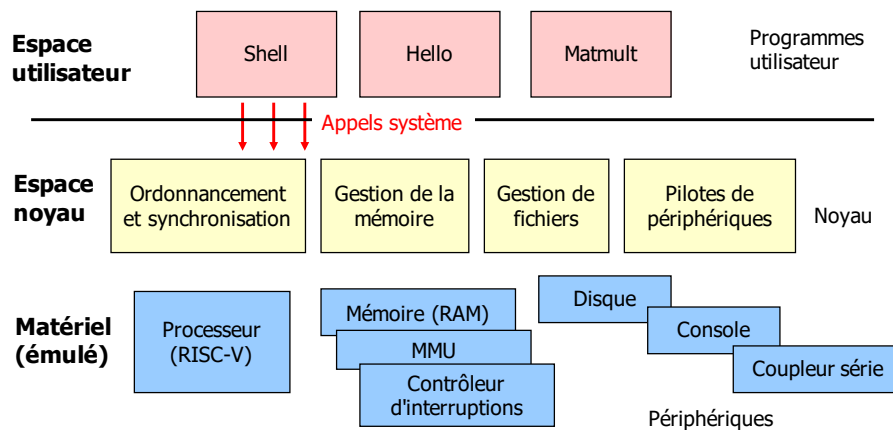 Espace
utilisateur
Shell
Hello
Matmult
Programmes
utilisateur
Appels système
Espace
noyau
Ordonnancement
et synchronisation
Gestion de la
mémoire
Gestion de
fichiers
Pilotes de
périphériques
Noyau
Matériel
(émulé)
Processeur
(RISC-V)
Mémoire (RAM)
MMU
Contrôleur
d'interruptions
Disque
Console
Coupleur série
Périphériques